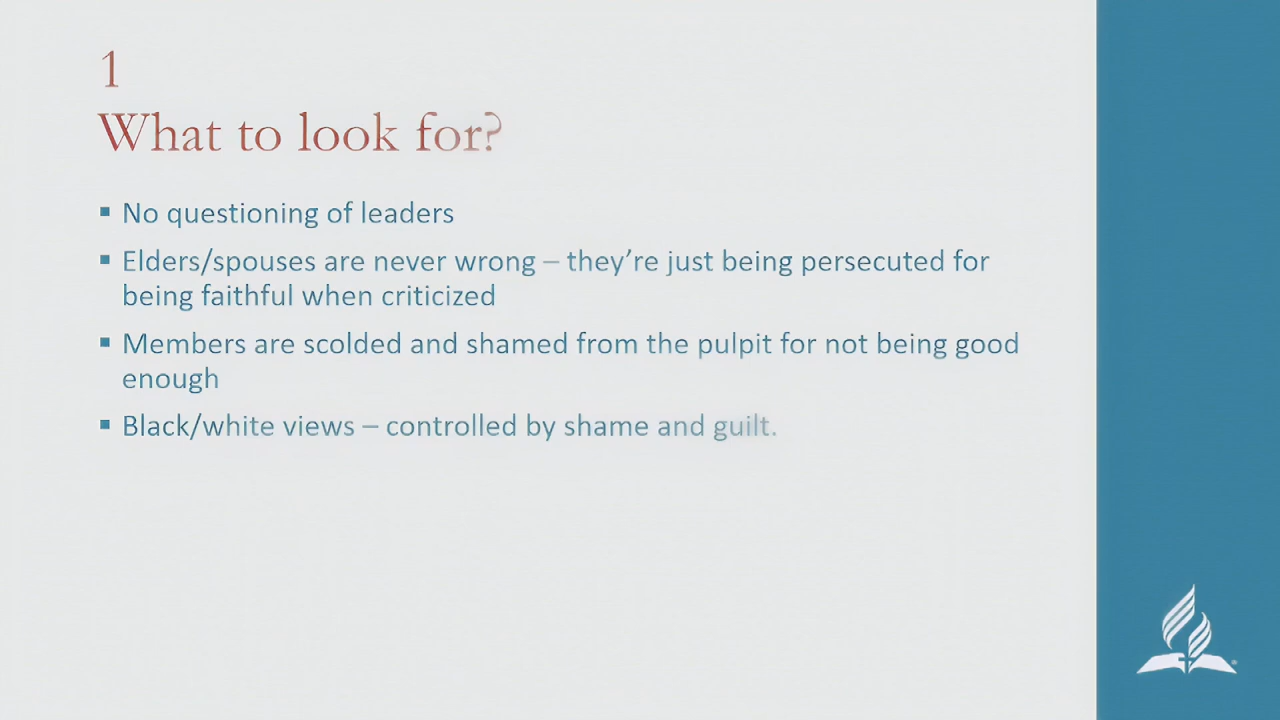 1
What to look for?
▪ No questioning of leaders
▪ Elders/spouses are never wrong – they’re just being persecuted for
being faithful when criticized
▪ Members are scolded and shamed from the pulpit for not being good
enough
▪ Black/white views – controlled by shame and guilt.